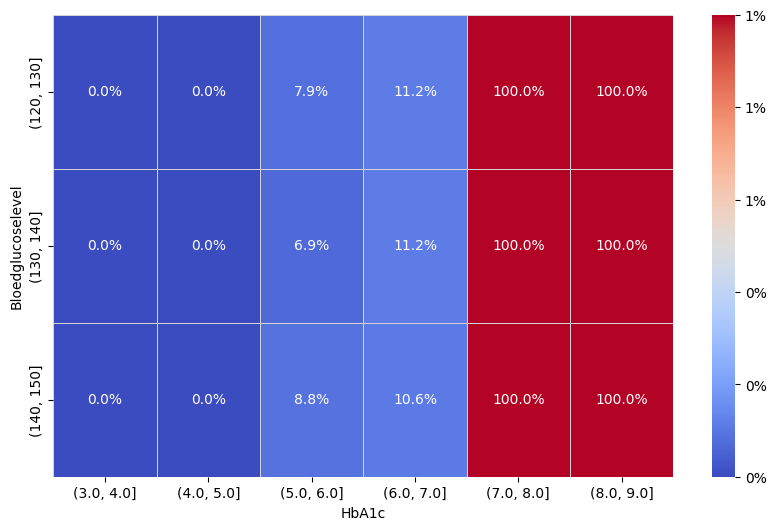 1%
(120, 130]
0.0% 0.0% 7.9% 11.2% 100.0% 100.0%
1%
1%
Bloedglucoselevel
(130, 140]
0.0% 0.0% 6.9% 11.2% 100.0% 100.0%
0%
0%
(140, 150]
0.0% 0.0% 8.8% 10.6% 100.0% 100.0%
0%
(3.0, 4.0] (4.0, 5.0] (5.0, 6.0] (6.0, 7.0] (7.0, 8.0] (8.0, 9.0]
HbA1c